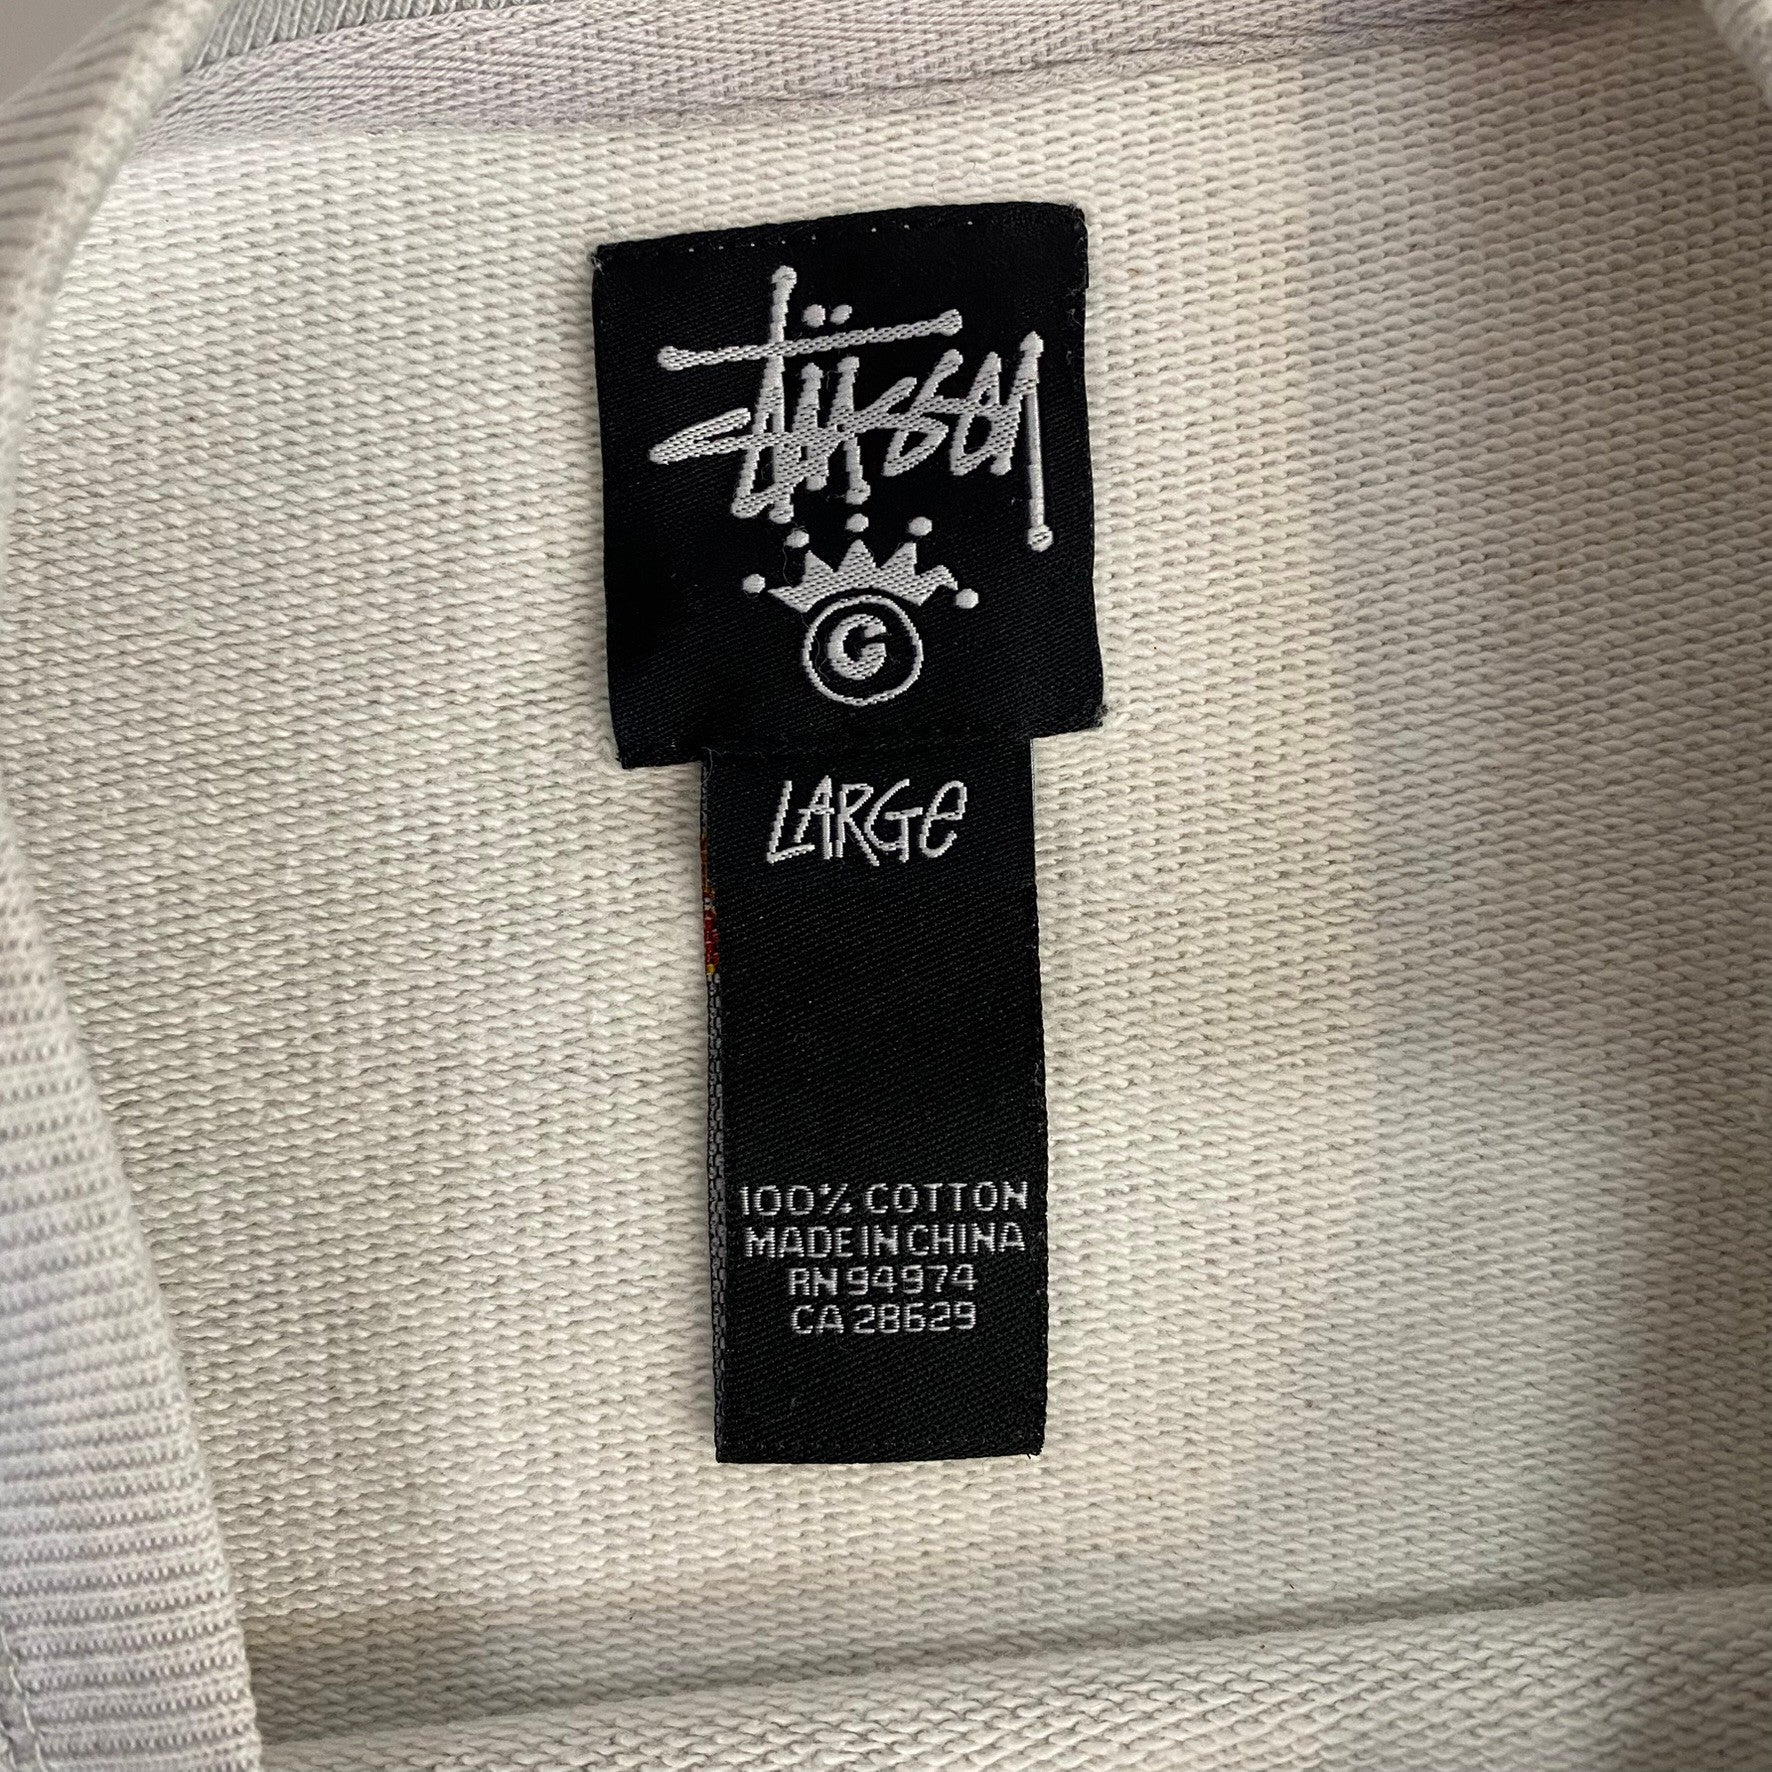 Stüssy
©
LARGe
100% COTTON
MADE IN CHINA
RN 94974
CA 28629